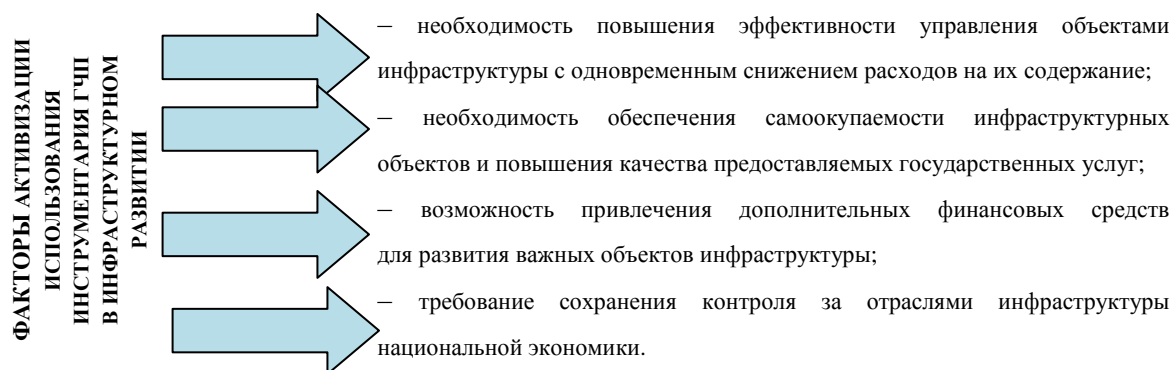 ФАКТОРЫ АКТИВИЗАЦИИ
ИСПОЛЬЗОВАНИЯ
ИНСТРУМЕНТАРИЯ ГЧП
В ИНФРАСТРУКТУРНОМ
РАЗВИТИИ
– необходимость повышения эффективности управления объектами
инфраструктуры с одновременным снижением расходов на их содержание;
– необходимость обеспечения самоокупаемости инфраструктурных
объектов и повышения качества предоставляемых государственных услуг;
– возможность привлечения дополнительных финансовых средств
для развития важных объектов инфраструктуры;
– требование сохранения контроля за отраслями инфраструктуры
национальной экономики.